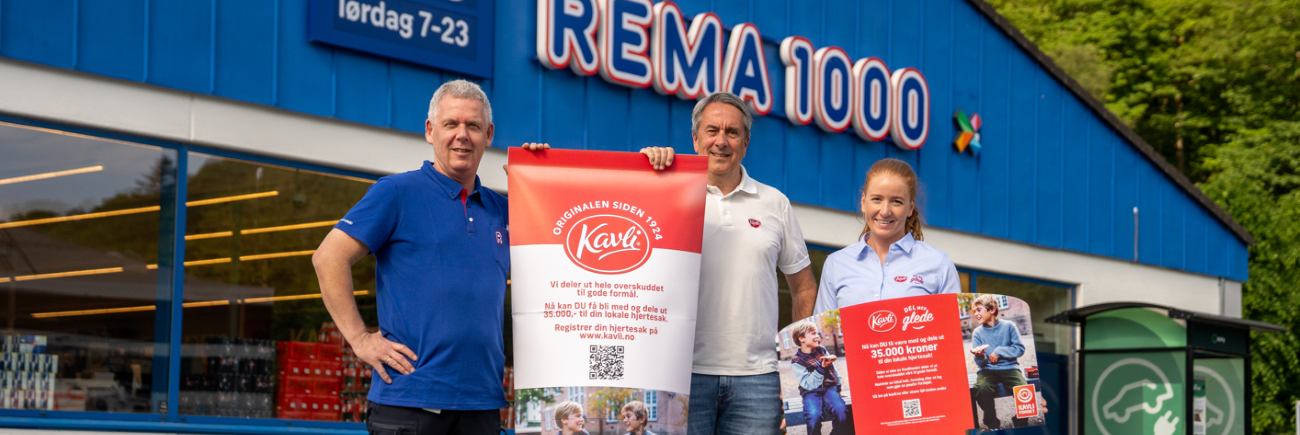 lørdag 7-23
REMA 1000
ORIGINALEN SIDEN 1924
Kavli
Vi deler ut hele overskuddet
til gode formål.
Nå kan DU få bli med og dele ut
35.000,- til din lokale hjertesak.
Registrer din hjertesak på
www.kavli.no
Kavli
DEL MER
glede
Nå kan DU få være med og dele ut
35.000 kroner
til din lokale hjertesak!
KAVLI